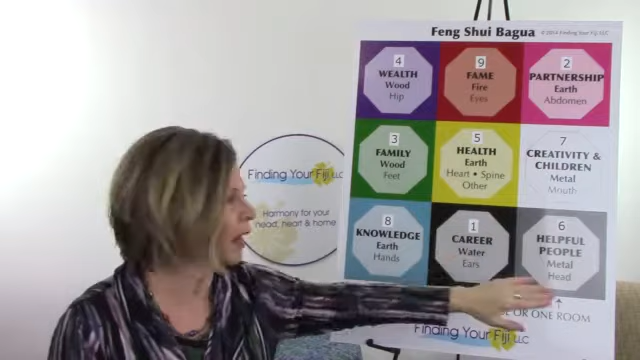 Feng Shui Bagua
© 2014 Finding Your Fiji LLC
4
WEALTH
Wood
Hip
9
FAME
Fire
Eyes
2
PARTNERSHIP
Earth
Abdomen
3
FAMILY
Wood
Feet
5
HEALTH
Earth
Heart • Spine
Other
7
CREATIVITY &
CHILDREN
Metal
Mouth
8
KNOWLEDGE
Earth
Hands
1
CAREER
Water
Ears
6
HELPFUL
PEOPLE
Metal
Head
OR ONE ROOM
Finding Your Fiji LLC
Finding Your Fiji LLC
Harmony for your
head, heart & home